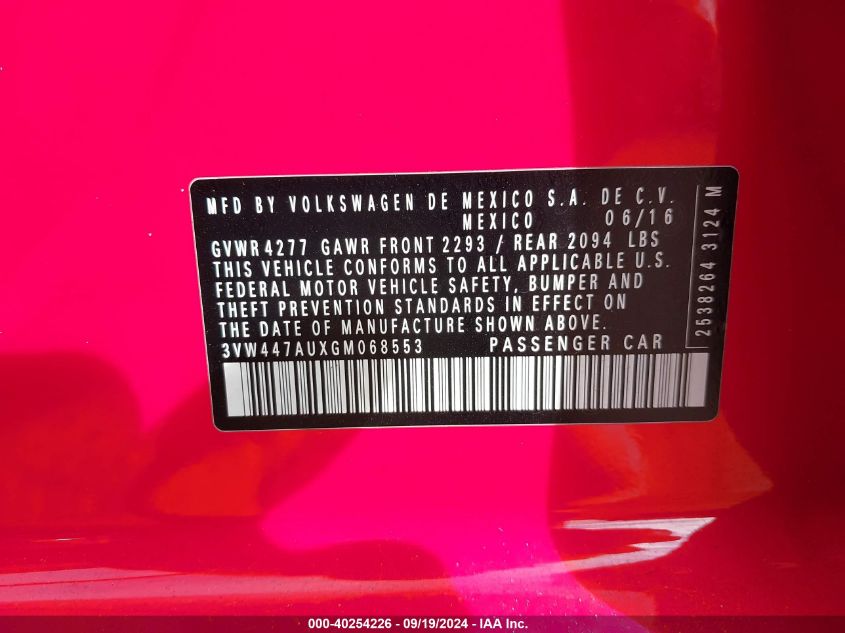 MFD BY VOLKSWAGEN DE MEXICO S.A. DE C.V.
MEXICO 06/16
GVWR 4277 GAWR FRONT 2293 / REAR 2094 LBS
THIS VEHICLE CONFORMS TO ALL APPLICABLE U.S.
FEDERAL MOTOR VEHICLE SAFETY, BUMPER AND
THEFT PREVENTION STANDARDS IN EFFECT ON
THE DATE OF MANUFACTURE SHOWN ABOVE.
3VW447AUXGM068553 PASSENGER CAR
2538264 3124 M
000-40254226 - 09/19/2024 - IAA Inc.